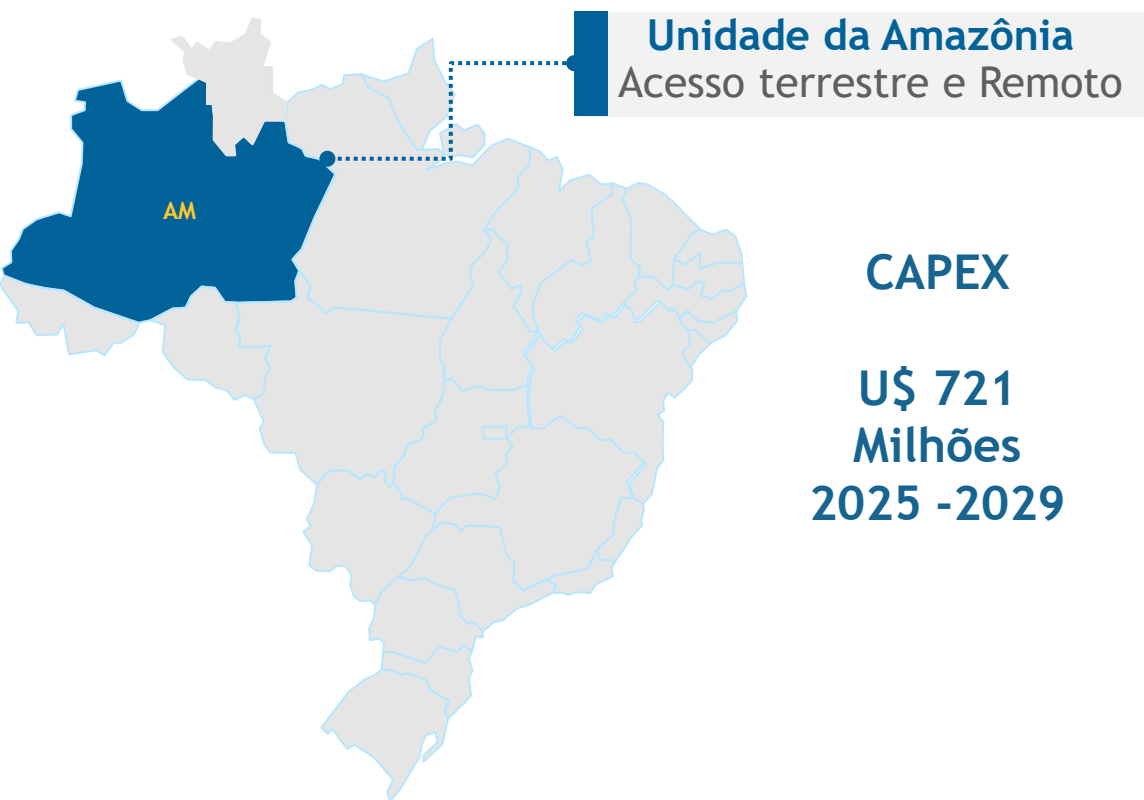 Unidade da Amazônia
Acesso terrestre e Remoto
AM
CAPEX
U$ 721
Milhões
2025 -2029